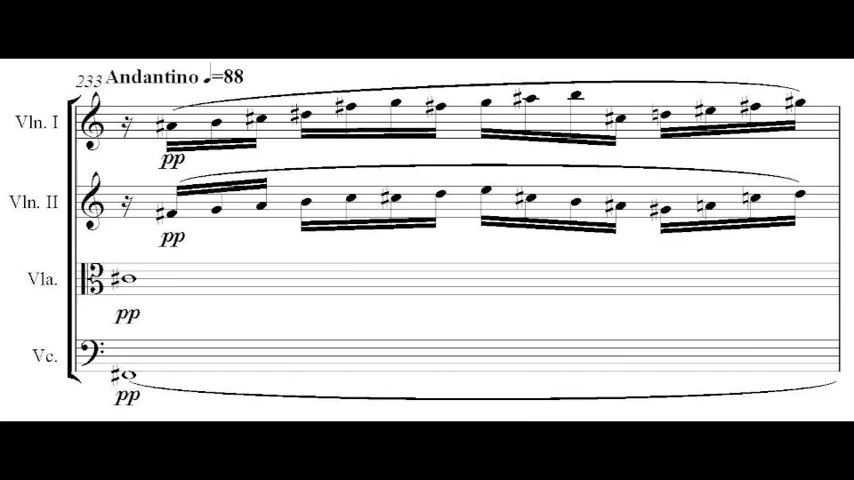 233 Andantino ♩.=88
Vln. I
pp
Vln. II
pp
Vla.
pp
Vc.
pp